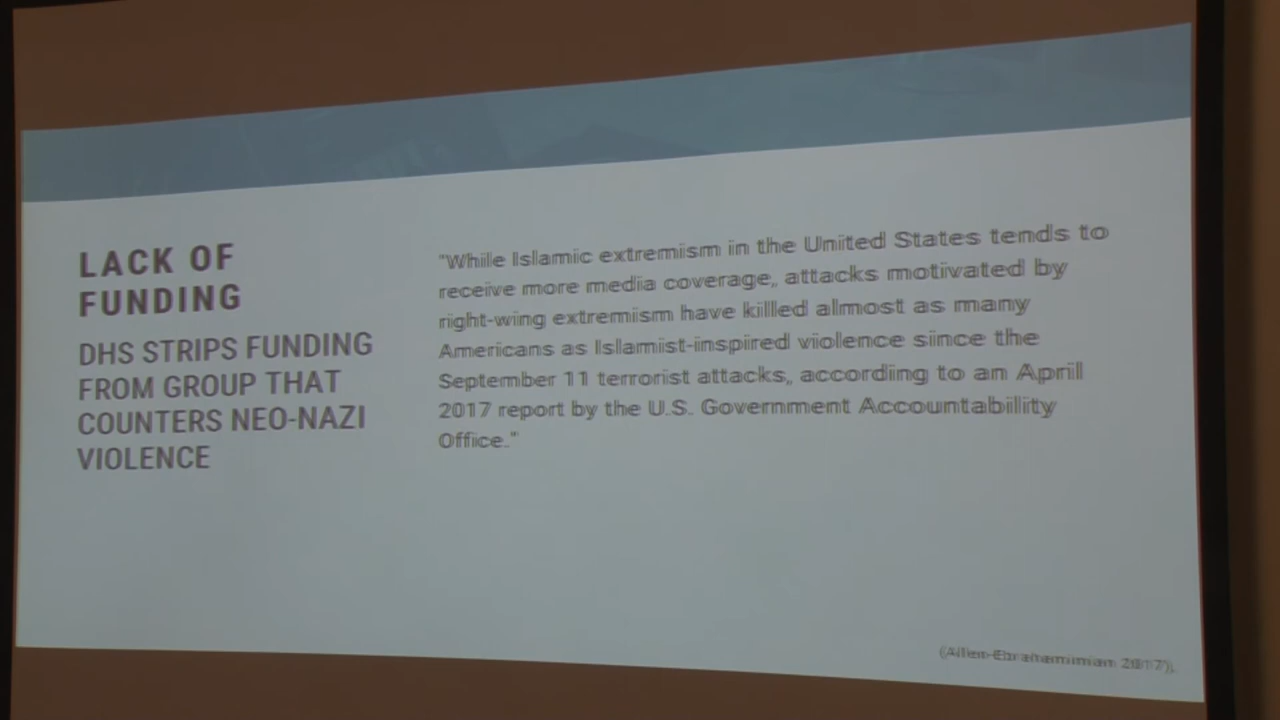 LACK OF
FUNDING
DHS STRIPS FUNDING
FROM GROUP THAT
COUNTERS NEO-NAZI
VIOLENCE
"While Islamic extremism in the United States tends to
receive more media coverage, attacks motivated by
right-wing extremism have killed almost as many
Americans as Islamist-inspired violence since the
September 11 terrorist attacks, according to an April
2017 report by the U.S. Government Accountability
Office."
(Allen-Ebrahimian 2017).